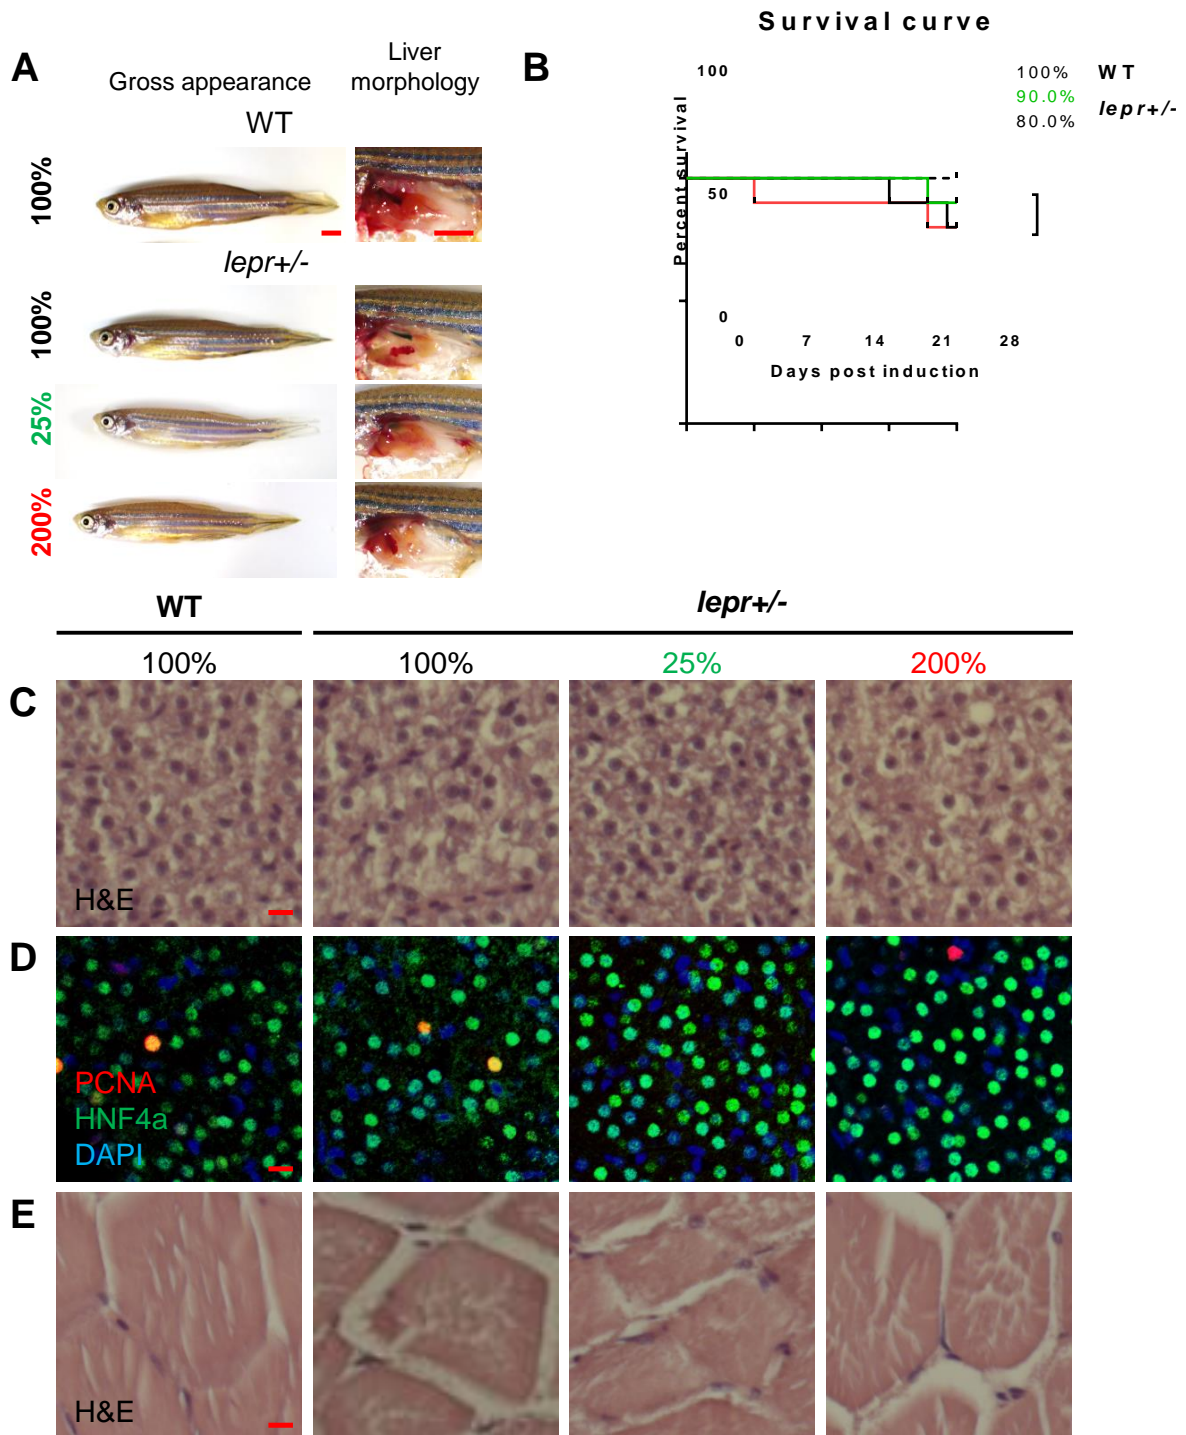 A
Gross appearance
Liver
morphology
WT
100%
lepr+/-
100%
25%
200%
B
Survival curve
100% WT
90.0%
lepr+/-
80.0%
Percent survival
100
50
0
0 7 14 21 28
Days post induction
WT
lepr+/-
100% 100% 25% 200%
C
H&E
D
PCNA
HNF4a
DAPI
E
H&E